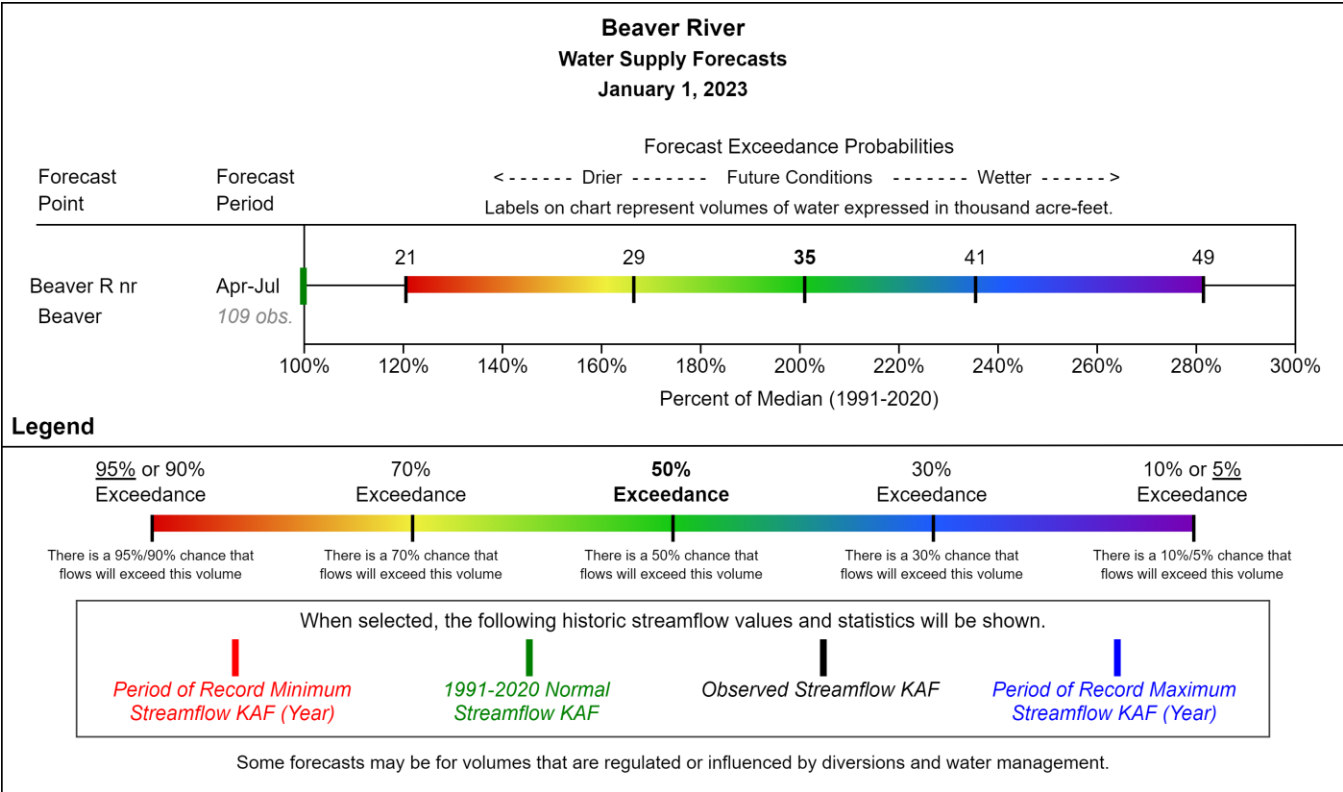 Beaver River
Water Supply Forecasts
January 1, 2023
Forecast Exceedance Probabilities
Forecast Point
Forecast Period
<------ Drier ------- Future Conditions ------- Wetter ------>
Labels on chart represent volumes of water expressed in thousand acre-feet.
21 29 35 41 49
Beaver R nr Apr-Jul
Beaver 109 obs.
100% 120% 140% 160% 180% 200% 220% 240% 260% 280% 300%
Percent of Median (1991-2020)
Legend
95% or 90% Exceedance
70% Exceedance
50% Exceedance
30% Exceedance
10% or 5% Exceedance
There is a 95%/90% chance that
flows will exceed this volume
There is a 70% chance that
flows will exceed this volume
There is a 50% chance that
flows will exceed this volume
There is a 30% chance that
flows will exceed this volume
There is a 10%/5% chance that
flows will exceed this volume
When selected, the following historic streamflow values and statistics will be shown.
Period of Record Minimum
Streamflow KAF (Year)
1991-2020 Normal
Streamflow KAF
Observed Streamflow KAF
Period of Record Maximum
Streamflow KAF (Year)
Some forecasts may be for volumes that are regulated or influenced by diversions and water management.